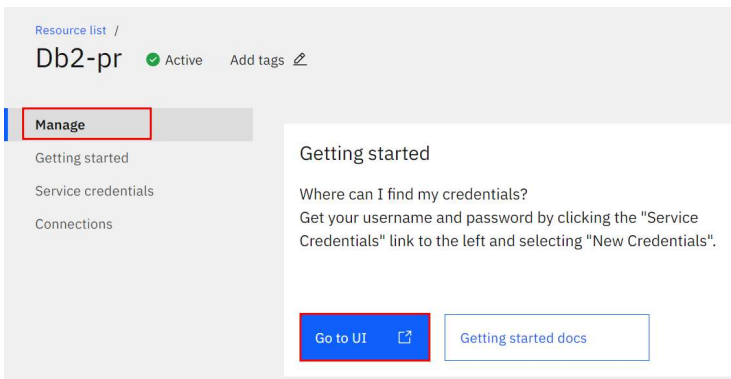 Resource list /
Db2-pr Active Add tags
Manage
Getting started
Service credentials
Connections
Getting started
Where can I find my credentials?
Get your username and password by clicking the "Service
Credentials" link to the left and selecting "New Credentials".
Go to UI
Getting started docs